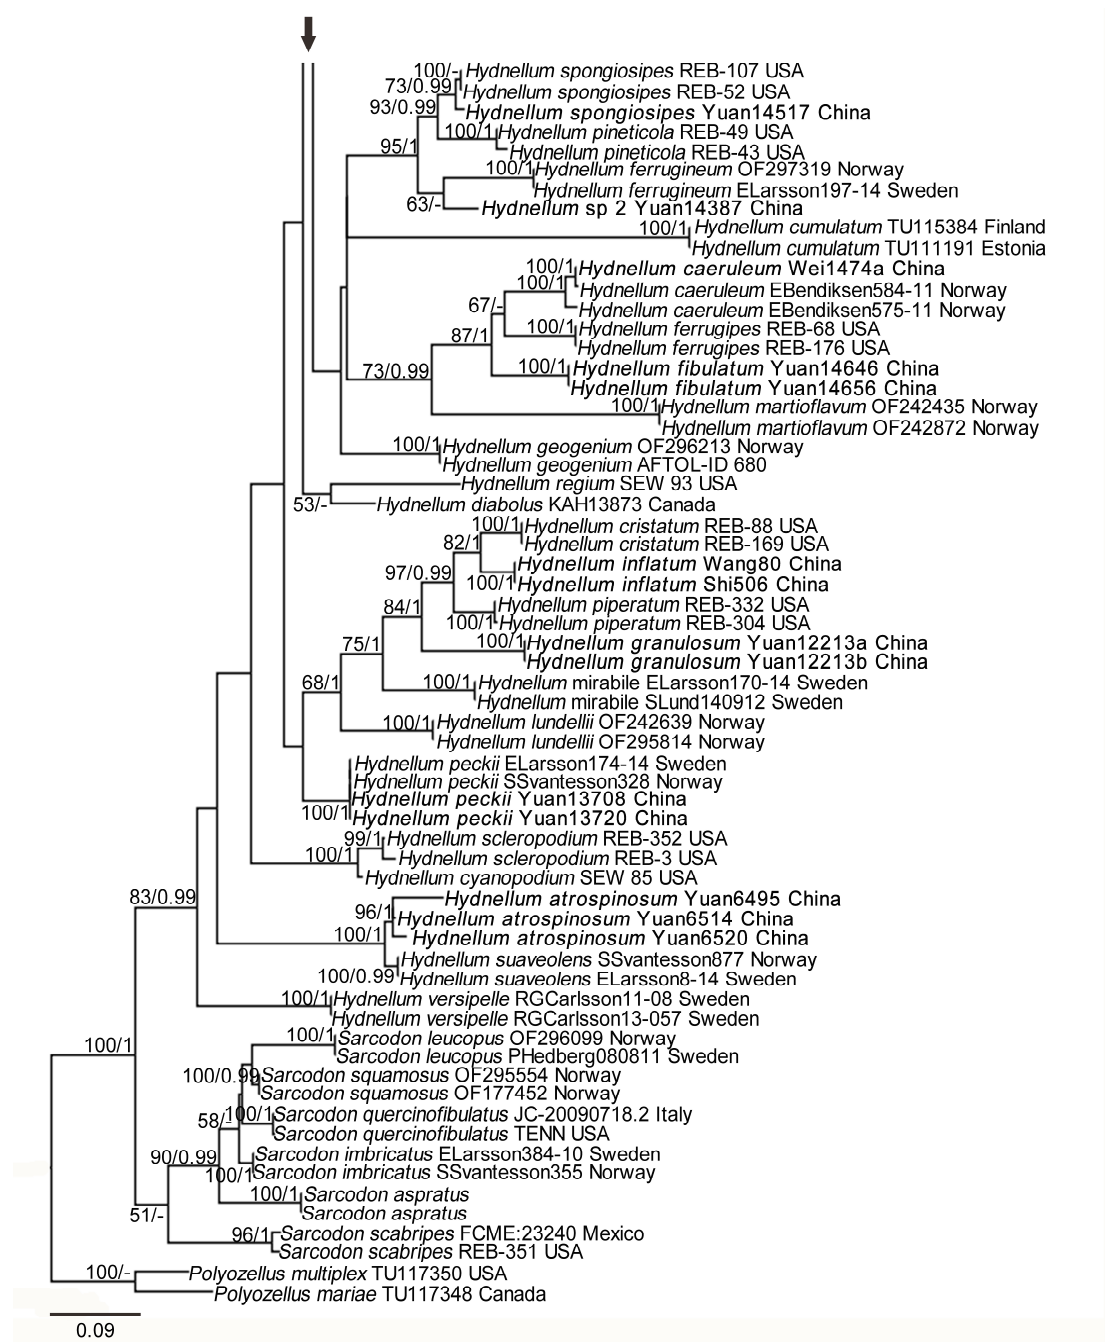 100/- Hydnellum spongiosipes REB-107 USA
73/0.99 Hydnellum spongiosipes REB-52 USA
93/0.99 Hydnellum spongiosipes Yuan14517 China
100/1 Hydnellum pineticola REB-49 USA
95/1 Hydnellum pineticola REB-43 USA
100/1 Hydnellum ferrugineum OF297319 Norway
Hydnellum ferrugineum ELarsson197-14 Sweden
63/- Hydnellum sp 2 Yuan14387 China
100/1 Hydnellum cumulatum TU115384 Finland
Hydnellum cumulatum TU111191 Estonia
100/1 Hydnellum caeruleum Wei1474a China
100/1 Hydnellum caeruleum EBendiksen584-11 Norway
67/- Hydnellum caeruleum EBendiksen575-11 Norway
100/1 Hydnellum ferrugipes REB-68 USA
87/1 Hydnellum ferrugipes REB-176 USA
73/0.99 100/1 Hydnellum fibulatum Yuan14646 China
Hydnellum fibulatum Yuan14656 China
100/1 Hydnellum martioflavum OF242435 Norway
Hydnellum martioflavum OF242872 Norway
100/1 Hydnellum geogenium OF296213 Norway
Hydnellum geogenium AFTOL-ID 680
Hydnellum regium SEW 93 USA
53/- Hydnellum diabolus KAH13873 Canada
100/1 Hydnellum cristatum REB-88 USA
82/1 Hydnellum cristatum REB-169 USA
97/0.99 Hydnellum inflatum Wang80 China
100/1 Hydnellum inflatum Shi506 China
84/1 Hydnellum piperatum REB-332 USA
100/1 Hydnellum piperatum REB-304 USA
75/1 100/1 Hydnellum granulosum Yuan12213a China
Hydnellum granulosum Yuan12213b China
68/1 100/1 Hydnellum mirabile ELarsson170-14 Sweden
Hydnellum mirabile SLund140912 Sweden
100/1 Hydnellum lundellii OF242639 Norway
Hydnellum lundellii OF295814 Norway
Hydnellum peckii ELarsson174-14 Sweden
Hydnellum peckii SSvantesson328 Norway
Hydnellum peckii Yuan13708 China
100/1 Hydnellum peckii Yuan13720 China
99/1 Hydnellum scleropodium REB-352 USA
100/1 Hydnellum scleropodium REB-3 USA
Hydnellum cyanopodium SEW 85 USA
83/0.99 Hydnellum atrospinosum Yuan6495 China
96/1 Hydnellum atrospinosum Yuan6514 China
100/1 Hydnellum atrospinosum Yuan6520 China
Hydnellum suaveolens SSvantesson877 Norway
100/0.99 Hydnellum suaveolens ELarsson8-14 Sweden
100/1 Hydnellum versipelle RGCarlsson11-08 Sweden
Hydnellum versipelle RGCarlsson13-057 Sweden
100/1 100/1 Sarcodon leucopus OF296099 Norway
Sarcodon leucopus PHedberg080811 Sweden
100/0.99 Sarcodon squamosus OF295554 Norway
Sarcodon squamosus OF177452 Norway
58/- 100/1 Sarcodon quercinofibulatus JC-20090718.2 Italy
Sarcodon quercinofibulatus TENN USA
90/0.99 Sarcodon imbricatus ELarsson384-10 Sweden
100/1 Sarcodon imbricatus SSvantesson355 Norway
100/1 Sarcodon aspratus
51/- Sarcodon aspratus
96/1 Sarcodon scabripes FCME:23240 Mexico
Sarcodon scabripes REB-351 USA
100/- Polyozellus multiplex TU117350 USA
Polyozellus mariae TU117348 Canada
0.09